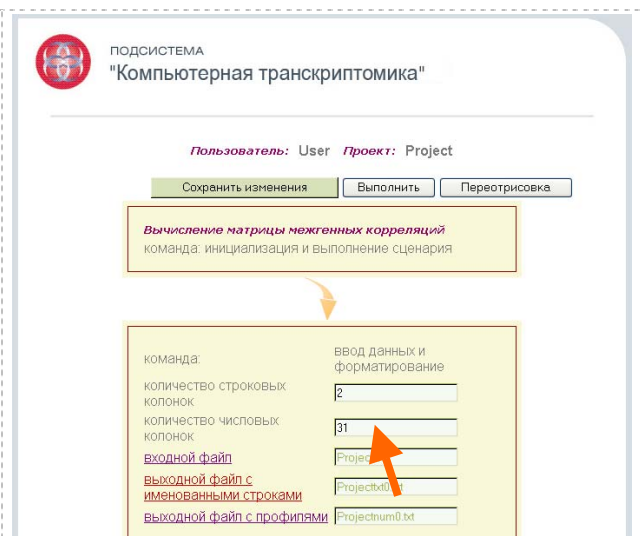 ПОДСИСТЕМА
"Компьютерная транскриптомика"
Пользователь: User Проект: Project
Сохранить изменения Выполнить Переотрисовка
Вычисление матрицы межгенных корреляций
команда: инициализация и выполнение сценария
команда: ввод данных и
форматирование
количество строковых
колонок 2
количество числовых
колонок 31
входной файл
выходной файл с
именованными строками
выходной файл с профилями Projectnum0.txt